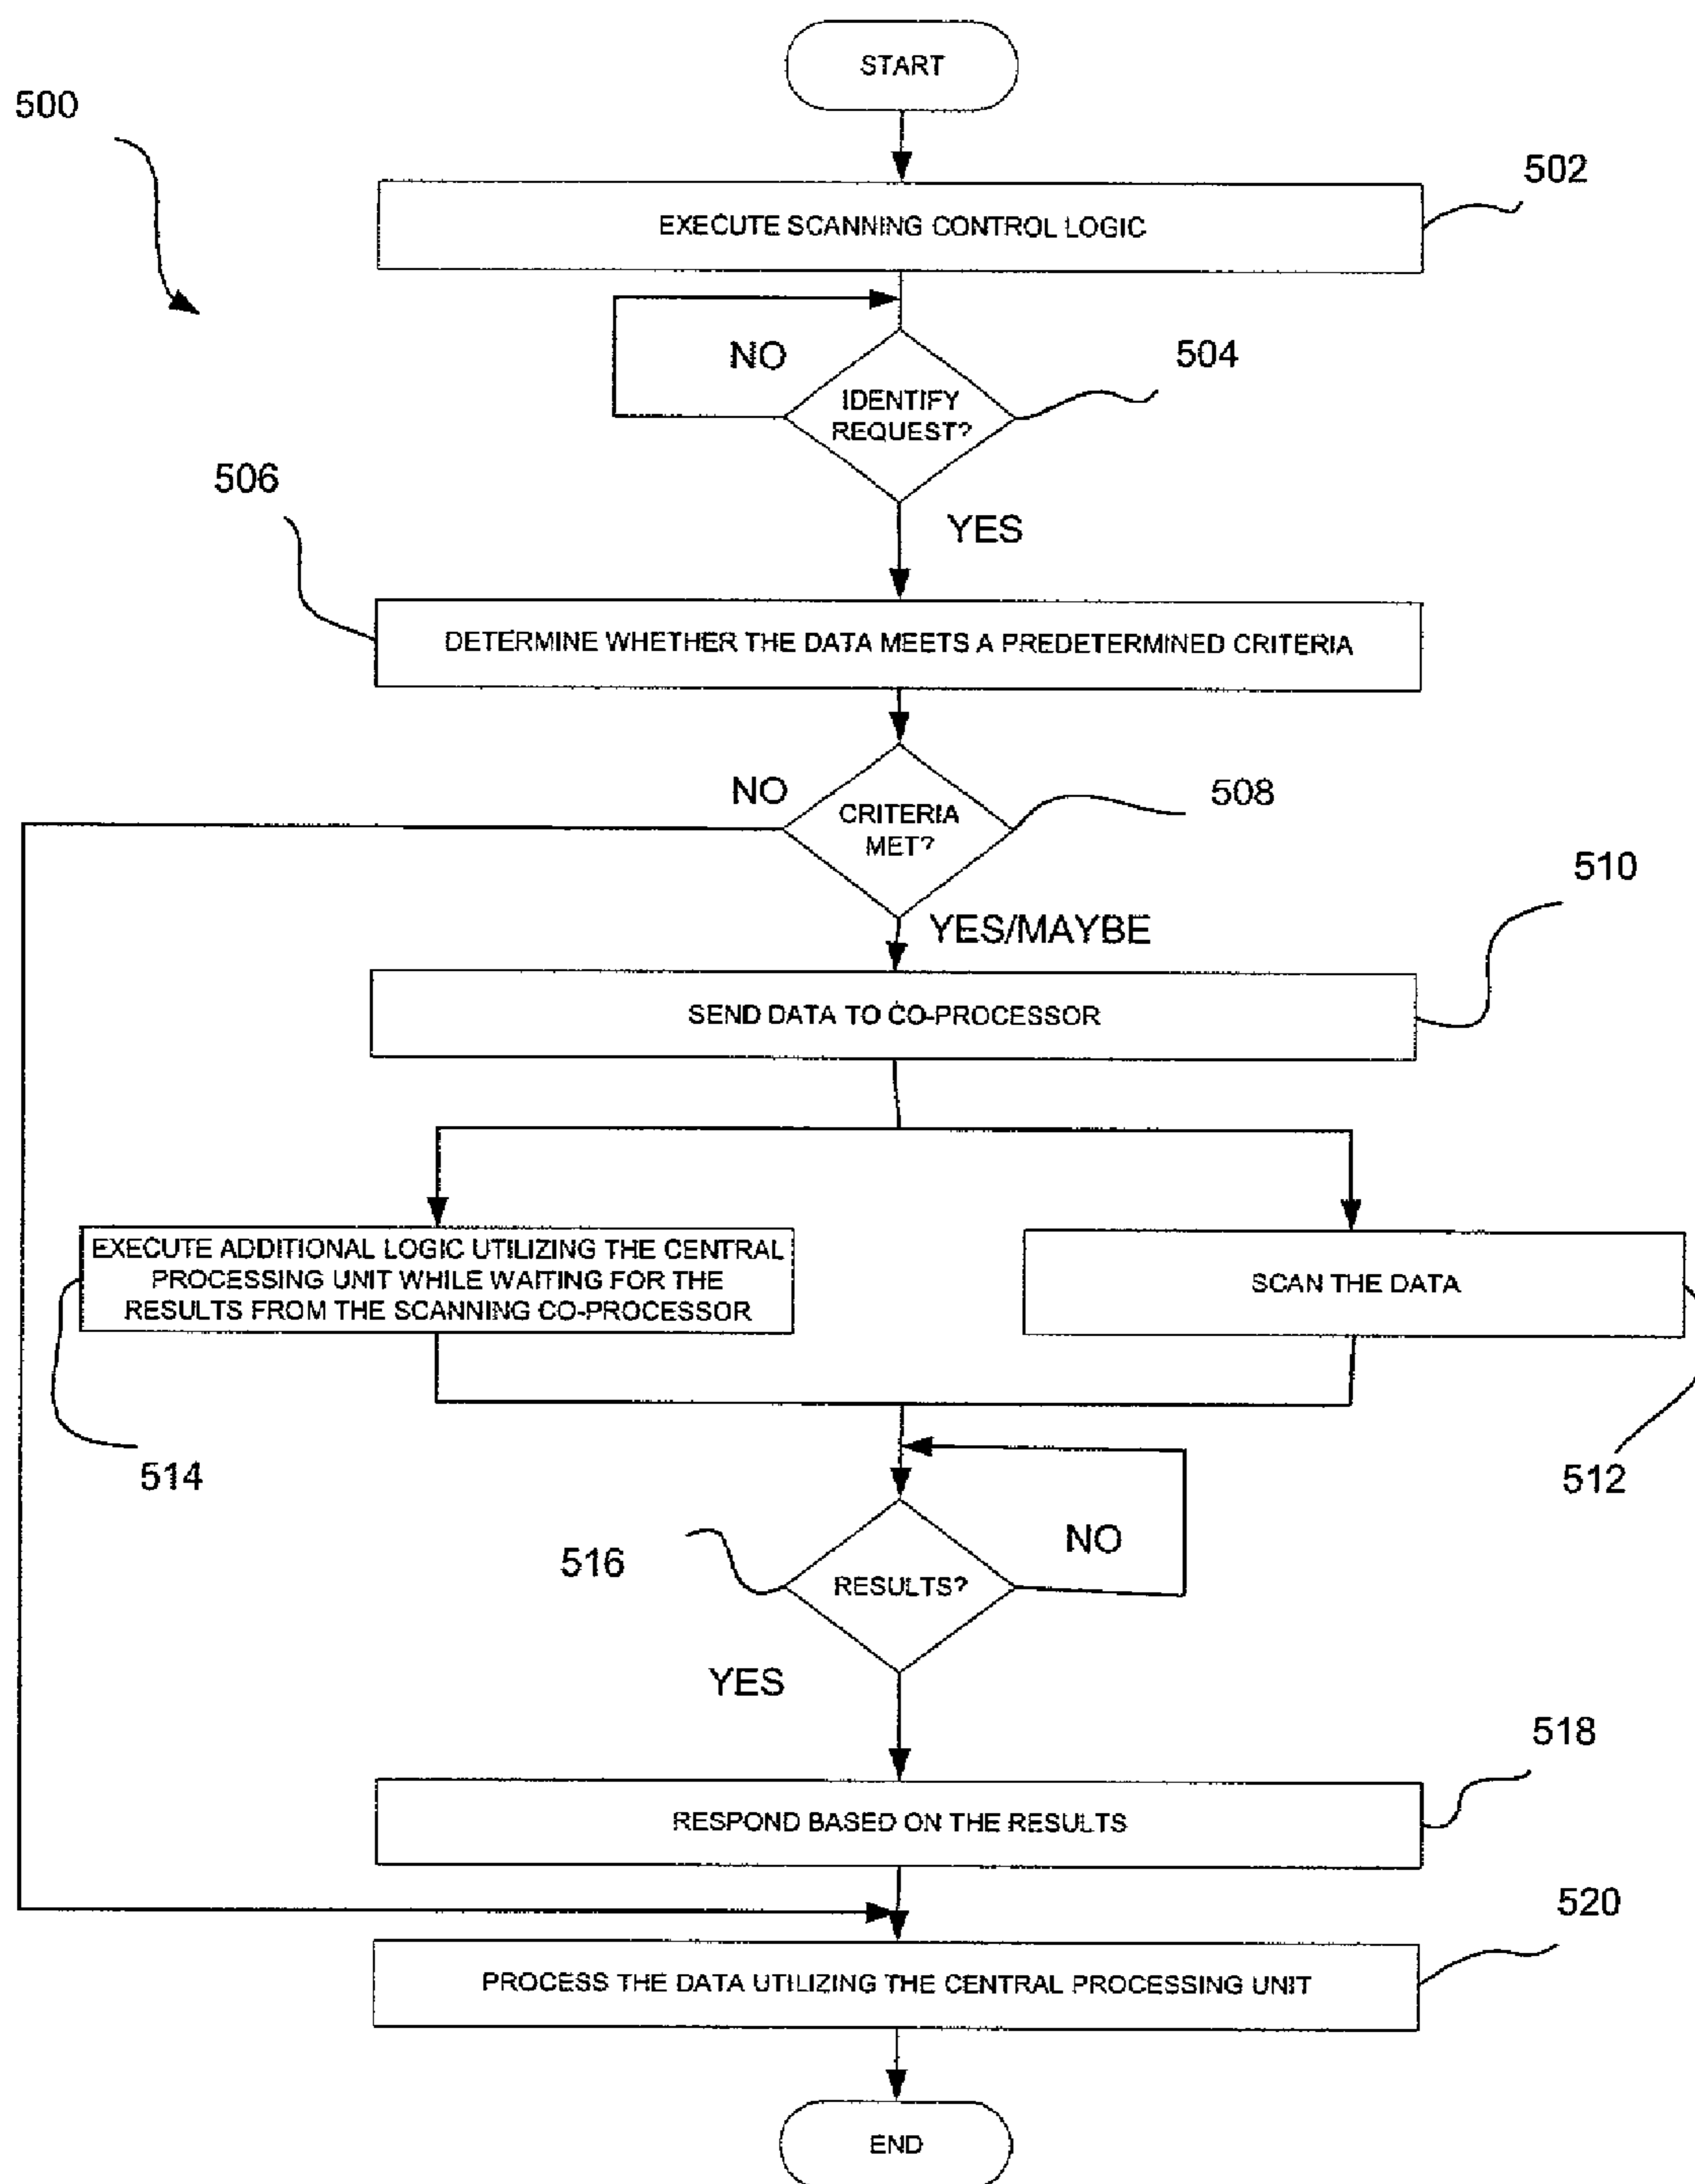 START
500
502
EXECUTE SCANNING CONTROL LOGIC
NO
504
IDENTIFY
REQUEST?
506
YES
DETERMINE WHETHER THE DATA MEETS A PREDETERMINED CRITERIA
NO
508
CRITERIA
MET?
510
YES/MAYBE
SEND DATA TO CO-PROCESSOR
EXECUTE ADDITIONAL LOGIC UTILIZING THE CENTRAL
PROCESSING UNIT WHILE WAITING FOR THE
RESULTS FROM THE SCANNING CO-PROCESSOR
SCAN THE DATA
514
512
516
NO
RESULTS?
YES
518
RESPOND BASED ON THE RESULTS
520
PROCESS THE DATA UTILIZING THE CENTRAL PROCESSING UNIT
END